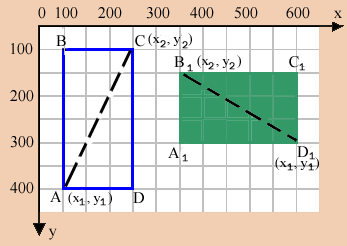 0 100 200 300 400 500 600 x
B C (x₂, y₂)
100
B₁ (x₂, y₂) C₁
200
300
A₁ D₁
(x₁, y₁)
400
A (x₁, y₁) D
y